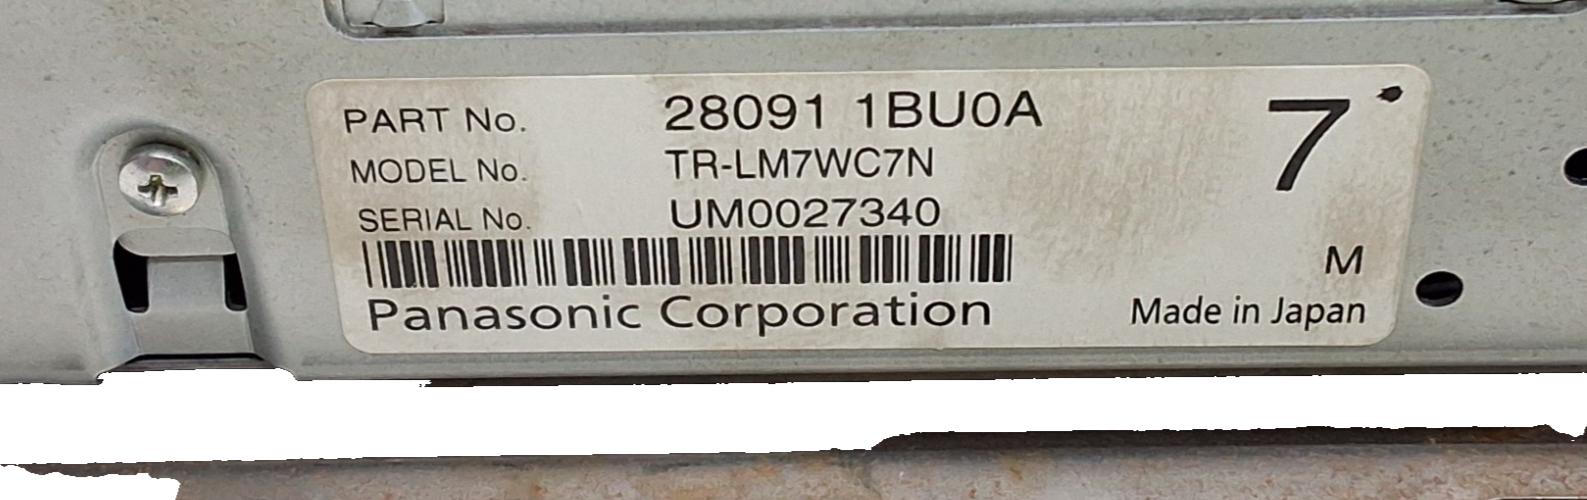 PART No. 28091 1BU0A 7
MODEL No. TR-LM7WC7N
SERIAL No. UM0027340
M
Panasonic Corporation Made in Japan